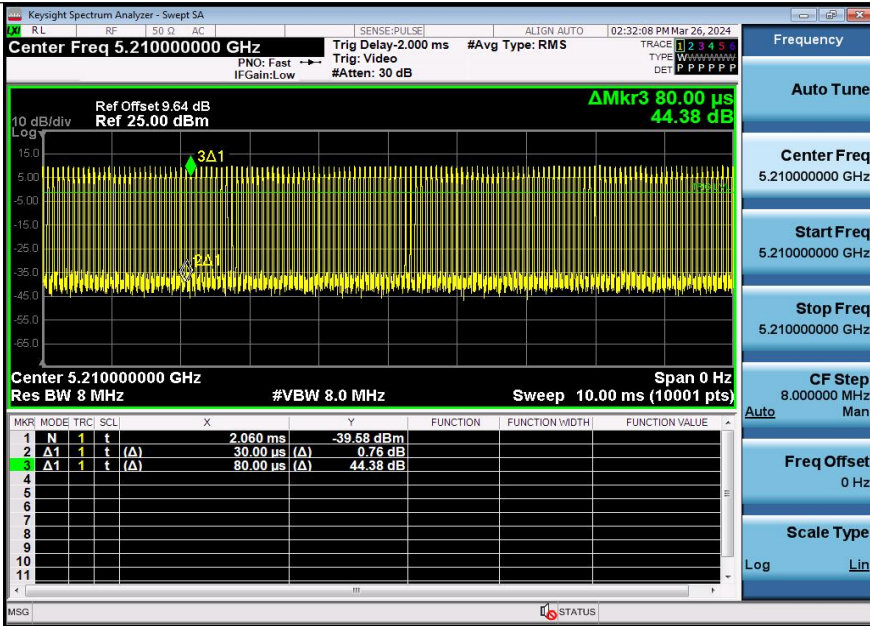 Keysight Spectrum Analyzer - Swept SA
LXI RL RF 50 Ω AC SENSE:PULSE ALIGN AUTO 02:32:08 PM Mar 26, 2024
Center Freq 5.210000000 GHz
PNO: Fast
IFGain:Low
Trig Delay-2.000 ms
Trig: Video
#Atten: 30 dB
#Avg Type: RMS
TRACE 1 2 3 4 5 6
TYPE WWWWWW
DET P P P P P P
Ref Offset 9.64 dB
10 dB/div Ref 25.00 dBm
Log
ΔMkr3 80.00 µs
44.38 dB
15.0
5.00
-5.00
-15.0
-25.0
-35.0
-45.0
-55.0
-65.0
3Δ1
2Δ1
Center 5.210000000 GHz Span 0 Hz
Res BW 8 MHz #VBW 8.0 MHz Sweep 10.00 ms (10001 pts)
MKR MODE TRC SCL X Y FUNCTION FUNCTION WIDTH FUNCTION VALUE
1 N 1 t 2.060 ms -39.58 dBm
2 Δ1 1 t (Δ) 30.00 µs (Δ) 0.76 dB
3 Δ1 1 t (Δ) 80.00 µs (Δ) 44.38 dB
4
5
6
7
8
9
10
11
MSG STATUS
Frequency
Auto Tune
Center Freq
5.210000000 GHz
Start Freq
5.210000000 GHz
Stop Freq
5.210000000 GHz
CF Step
8.000000 MHz
Auto Man
Freq Offset
0 Hz
Scale Type
Log Lin